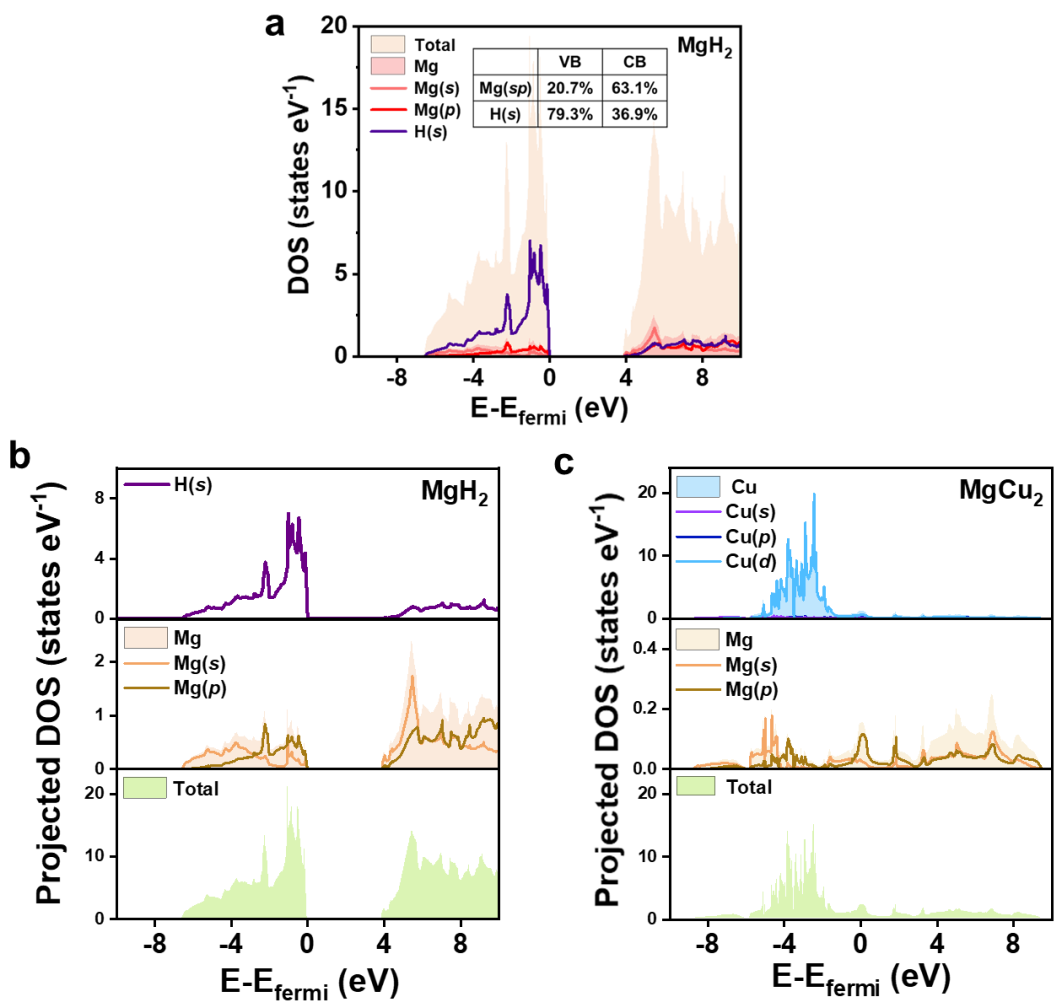 a
MgH₂
Total
Mg
Mg(s)
Mg(p)
H(s)
VB CB
Mg(sp) 20.7% 63.1%
H(s) 79.3% 36.9%
20
15
10
5
0
DOS (states eV⁻¹)
-8 -4 0 4 8
E-E_fermi (eV)
b
H(s)
MgH₂
8
4
0
Mg
Mg(s)
Mg(p)
2
1
0
Total
20
10
0
Projected DOS (states eV⁻¹)
-8 -4 0 4 8
E-E_fermi (eV)
c
Cu
Cu(s)
Cu(p)
Cu(d)
MgCu₂
20
10
0
Mg
Mg(s)
Mg(p)
0.4
0.2
0.0
Total
20
10
0
Projected DOS (states eV⁻¹)
-8 -4 0 4 8
E-E_fermi (eV)